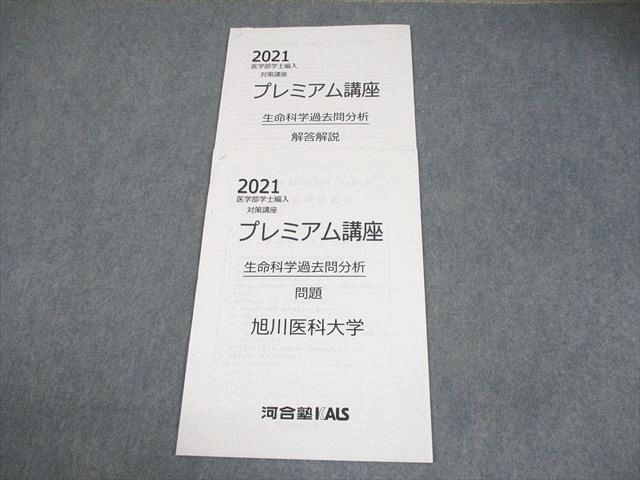 2021
医学部学士編入
対策講座
プレミアム講座
生命科学過去問分析
解答解説
2021
医学部学士編入
対策講座
プレミアム講座
生命科学過去問分析
問題
旭川医科大学
河合塾KALS